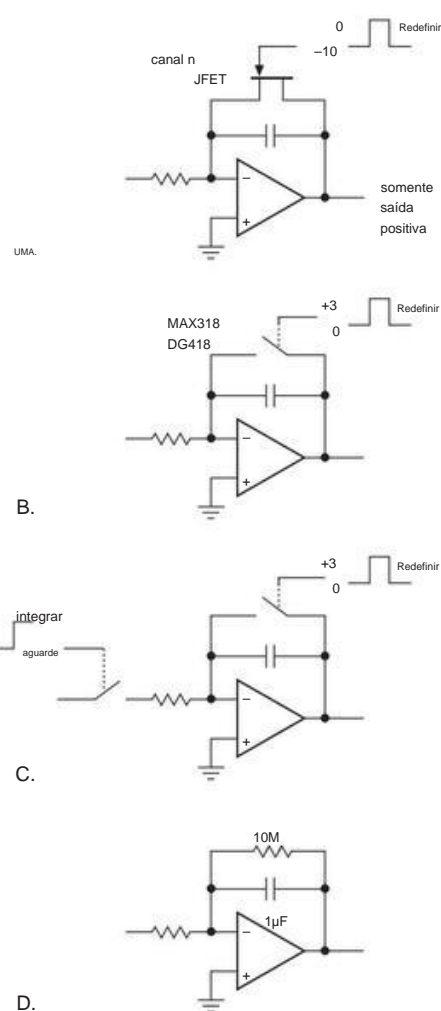 0
Redefinir
–10
canal n
JFET
–
+
somente
saída
positiva
UMA.
+3
Redefinir
0
MAX318
DG418
–
+
B.
+3
Redefinir
0
integrar
aguarde
–
+
C.
10M
1µF
–
+
D.